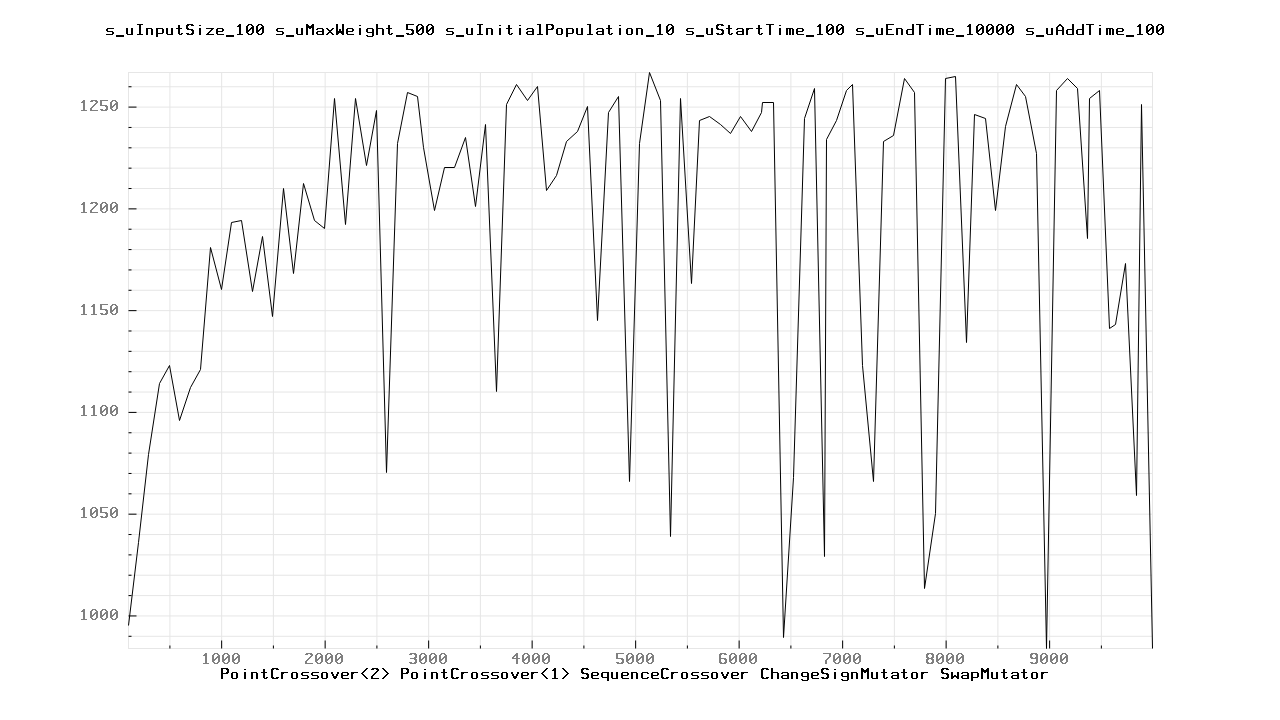 s_uInputSize_100 s_uMaxWeight_500 s_uInitialPopulation_10 s_uStartTime_100 s_uEndTime_10000 s_uAddTime_100
1250
1200
1150
1100
1050
1000
1000 2000 3000 4000 5000 6000 7000 8000 9000
PointCrossover<2> PointCrossover<1> SequenceCrossover ChangeSignMutator SwapMutator